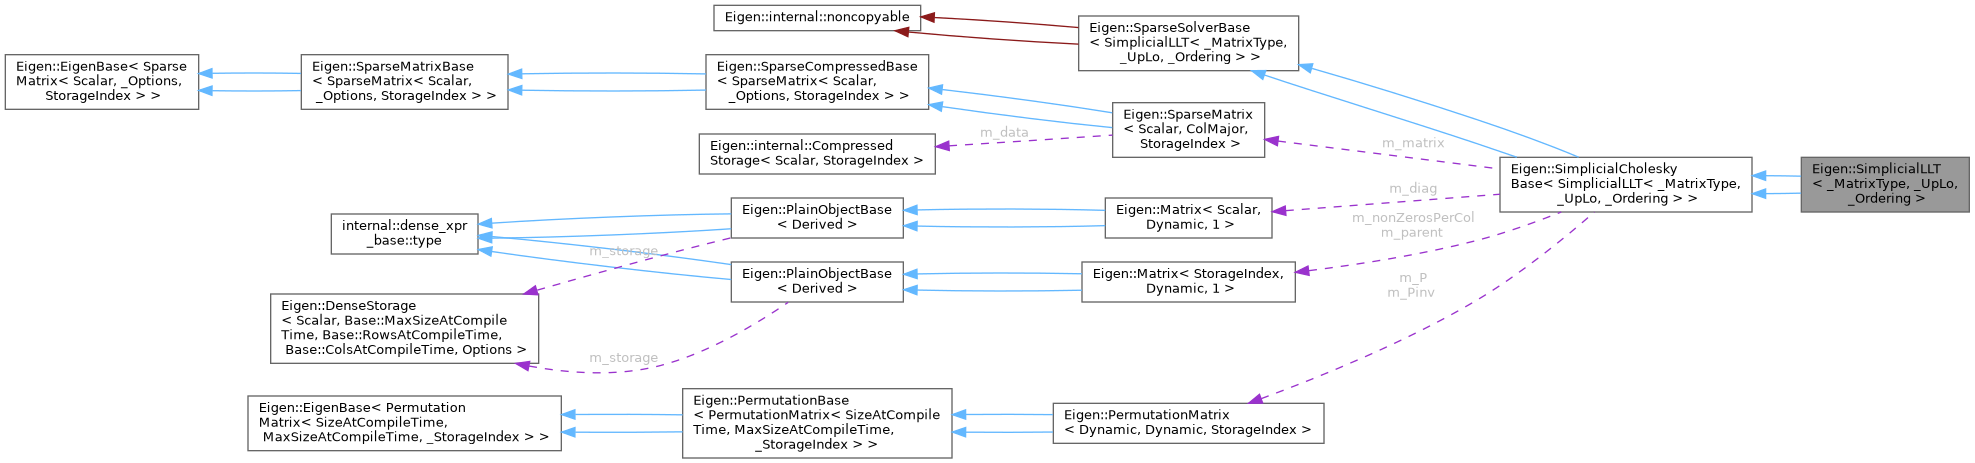 Eigen::internal::noncopyable
Eigen::SparseSolverBase
< SimplicialLLT< _MatrixType,
_UpLo, _Ordering > >
Eigen::EigenBase< Sparse
Matrix< Scalar, _Options,
StorageIndex > >
Eigen::SparseMatrixBase
< SparseMatrix< Scalar,
_Options, StorageIndex > >
Eigen::SparseCompressedBase
< SparseMatrix< Scalar,
_Options, StorageIndex > >
Eigen::SparseMatrix
< Scalar, ColMajor,
StorageIndex >
m_data
Eigen::internal::Compressed
Storage< Scalar, StorageIndex >
m_matrix
Eigen::SimplicialCholesky
Base< SimplicialLLT< _MatrixType,
_UpLo, _Ordering > >
Eigen::SimplicialLLT
< _MatrixType, _UpLo,
_Ordering >
m_diag
Eigen::PlainObjectBase
< Derived >
Eigen::Matrix< Scalar,
Dynamic, 1 >
m_nonZerosPerCol
m_parent
internal::dense_xpr
_base::type
m_storage
Eigen::PlainObjectBase
< Derived >
Eigen::Matrix< StorageIndex,
Dynamic, 1 >
m_P
m_Pinv
Eigen::DenseStorage
< Scalar, Base::MaxSizeAtCompile
Time, Base::RowsAtCompileTime,
Base::ColsAtCompileTime, Options >
m_storage
Eigen::EigenBase< Permutation
Matrix< SizeAtCompileTime,
MaxSizeAtCompileTime, _StorageIndex > >
Eigen::PermutationBase
< PermutationMatrix< SizeAtCompile
Time, MaxSizeAtCompileTime,
_StorageIndex > >
Eigen::PermutationMatrix
< Dynamic, Dynamic, StorageIndex >